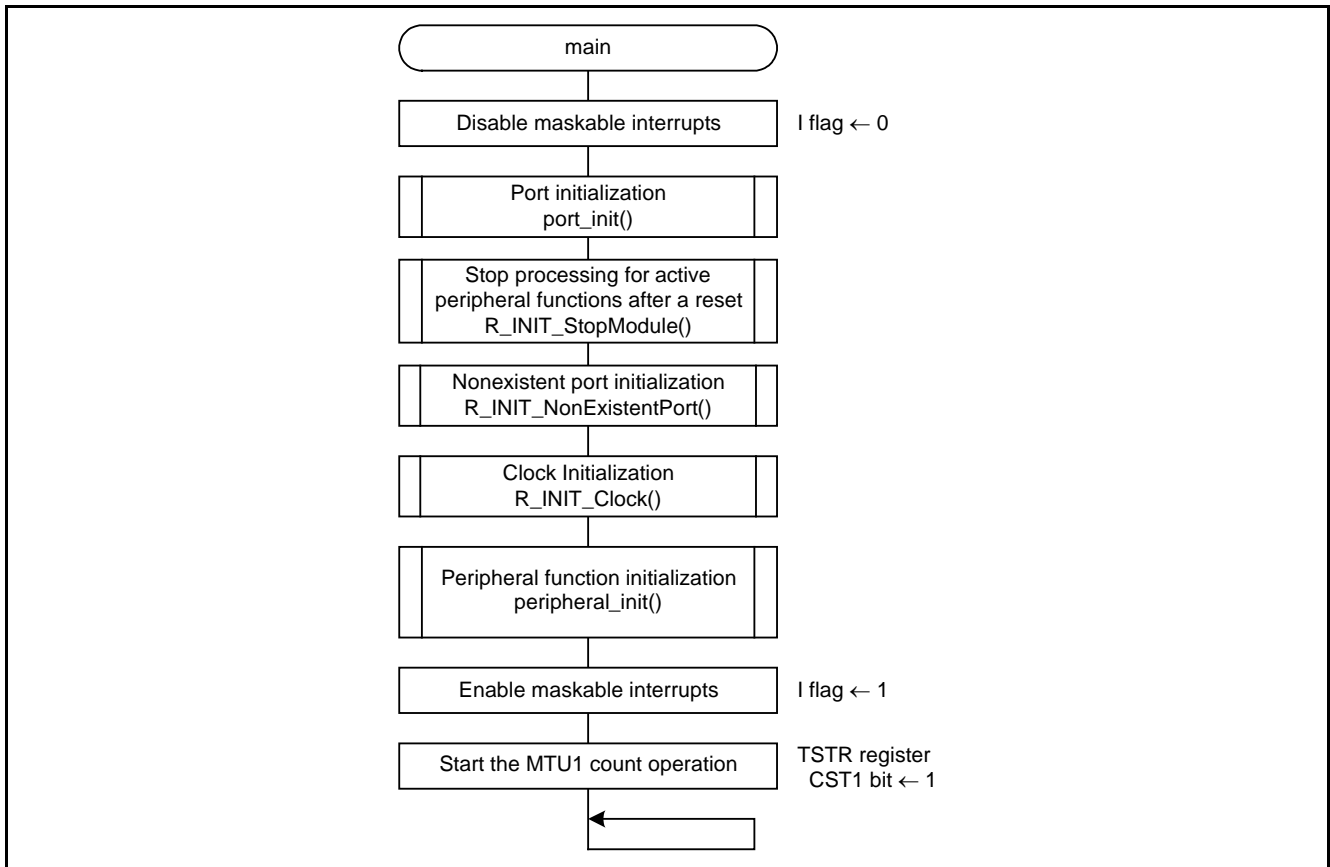 main
Disable maskable interrupts
I flag ← 0
Port initialization
port_init()
Stop processing for active
peripheral functions after a reset
R_INIT_StopModule()
Nonexistent port initialization
R_INIT_NonExistentPort()
Clock Initialization
R_INIT_Clock()
Peripheral function initialization
peripheral_init()
Enable maskable interrupts
I flag ← 1
Start the MTU1 count operation
TSTR register
CST1 bit ← 1